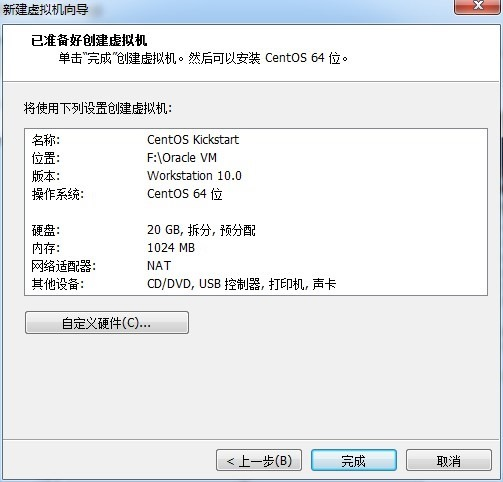 新建虚拟机向导
已准备好创建虚拟机
单击“完成”创建虚拟机。然后可以安装 CentOS 64 位。
将使用下列设置创建虚拟机:
名称: CentOS Kickstart
位置: F:\Oracle VM
版本: Workstation 10.0
操作系统: CentOS 64 位
硬盘: 20 GB, 拆分, 预分配
内存: 1024 MB
网络适配器: NAT
其他设备: CD/DVD, USB 控制器, 打印机, 声卡
自定义硬件(C)...
< 上一步(B) 完成 取消